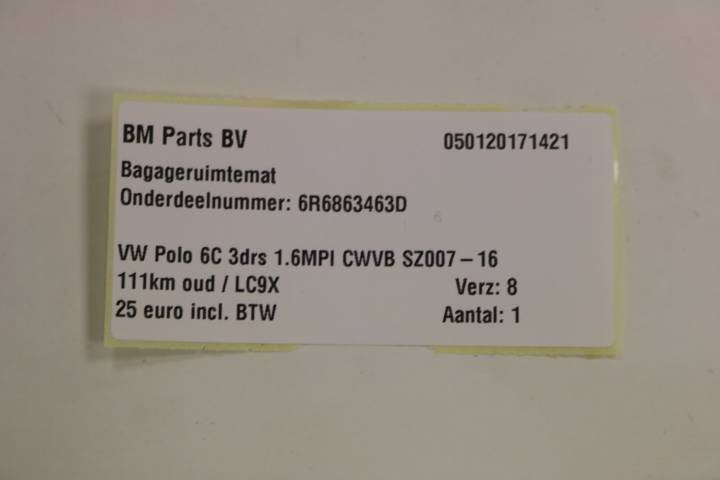 BM Parts BV 050120171421
Bagageruimtemat
Onderdeelnummer: 6R6863463D
VW Polo 6C 3drs 1.6MPI CWVB SZ007-16
111km oud / LC9X Verz: 8
25 euro incl. BTW Aantal: 1